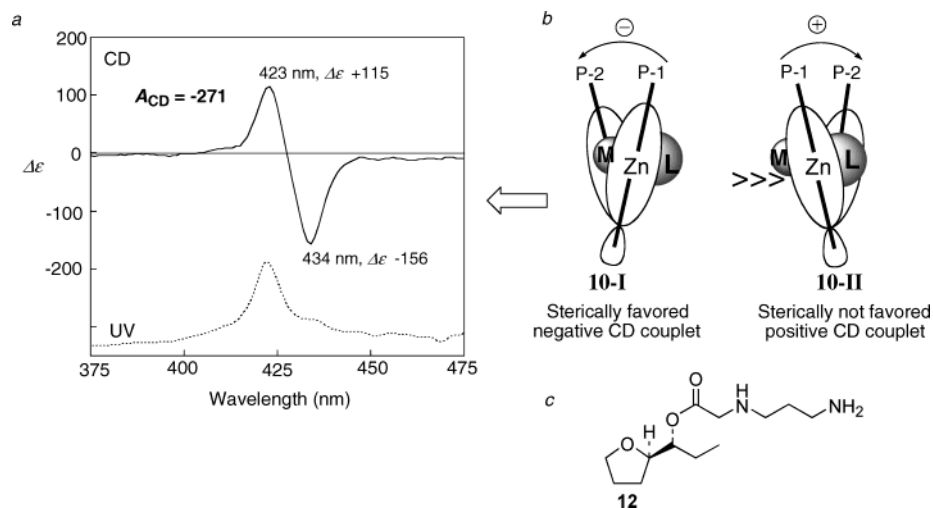 a
200
100
0
-100
-200
Δε
CD
A_CD = -271
423 nm, Δε +115
434 nm, Δε -156
UV
375
400
425
450
475
Wavelength (nm)
b
⊖
P-2 P-1
M
Zn
L
10-I
Sterically favored
negative CD couplet
>>>
⊕
P-1 P-2
M
Zn
L
10-II
Sterically not favored
positive CD couplet
c
O
H
N
NH₂
O
H
O
12